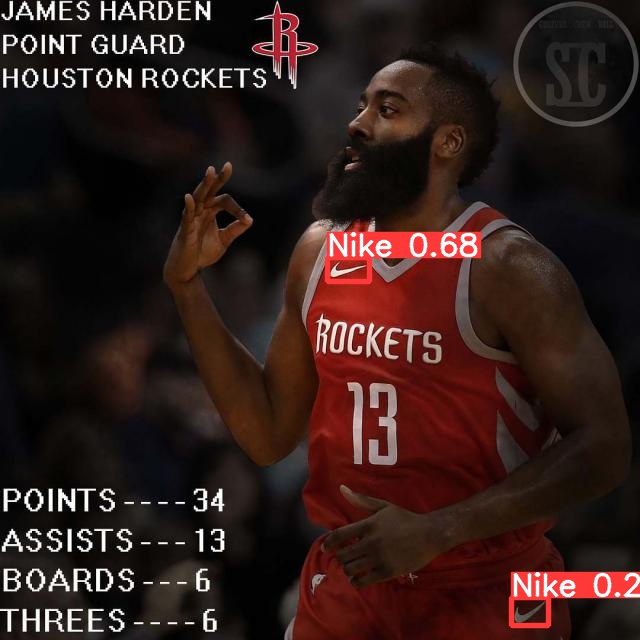 JAMES HARDEN
POINT GUARD
HOUSTON ROCKETS
R
SC
Nike 0.68
ROCKETS
13
POINTS----34
ASSISTS---13
BOARDS---6
THREES----6
Nike 0.2